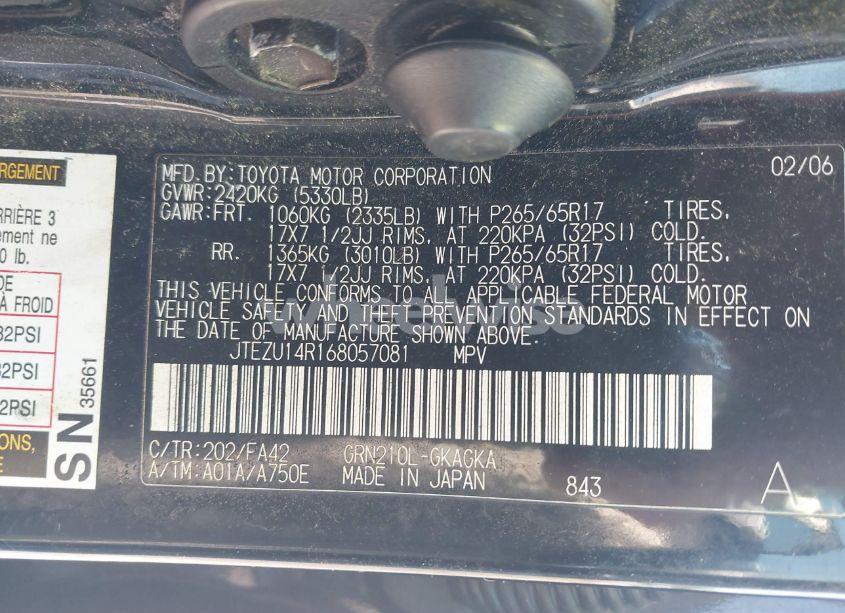 RGEMENT
RRIÈRE 3
ement ne
0 lb.
DE
À FROID
32PSI
32PSI
2PSI
IONS,
E
SN 35661
MFD. BY: TOYOTA MOTOR CORPORATION 02/06
GVWR: 2420KG (5330LB)
GAWR: FRT. 1060KG (2335LB) WITH P265/65R17 TIRES.
17X7 1/2JJ RIMS, AT 220KPA (32PSI) COLD.
RR. 1365KG (3010LB) WITH P265/65R17 TIRES,
17X7 1/2JJ RIMS, AT 220KPA (32PSI) COLD.
THIS VEHICLE CONFORMS TO ALL APPLICABLE FEDERAL MOTOR
VEHICLE SAFETY AND THEFT PREVENTION STANDARDS IN EFFECT ON
THE DATE OF MANUFACTURE SHOWN ABOVE.
JTEZU14R168057081 MPV
C/TR: 202/FA42 GRN210L-GKAGKA
A/TM: A01A/A750E MADE IN JAPAN 843 A